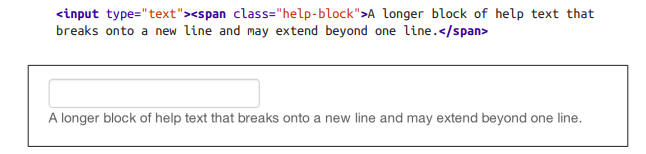 <input type="text"><span class="help-block">A longer block of help text that
breaks onto a new line and may extend beyond one line.</span>
A longer block of help text that breaks onto a new line and may extend beyond one line.